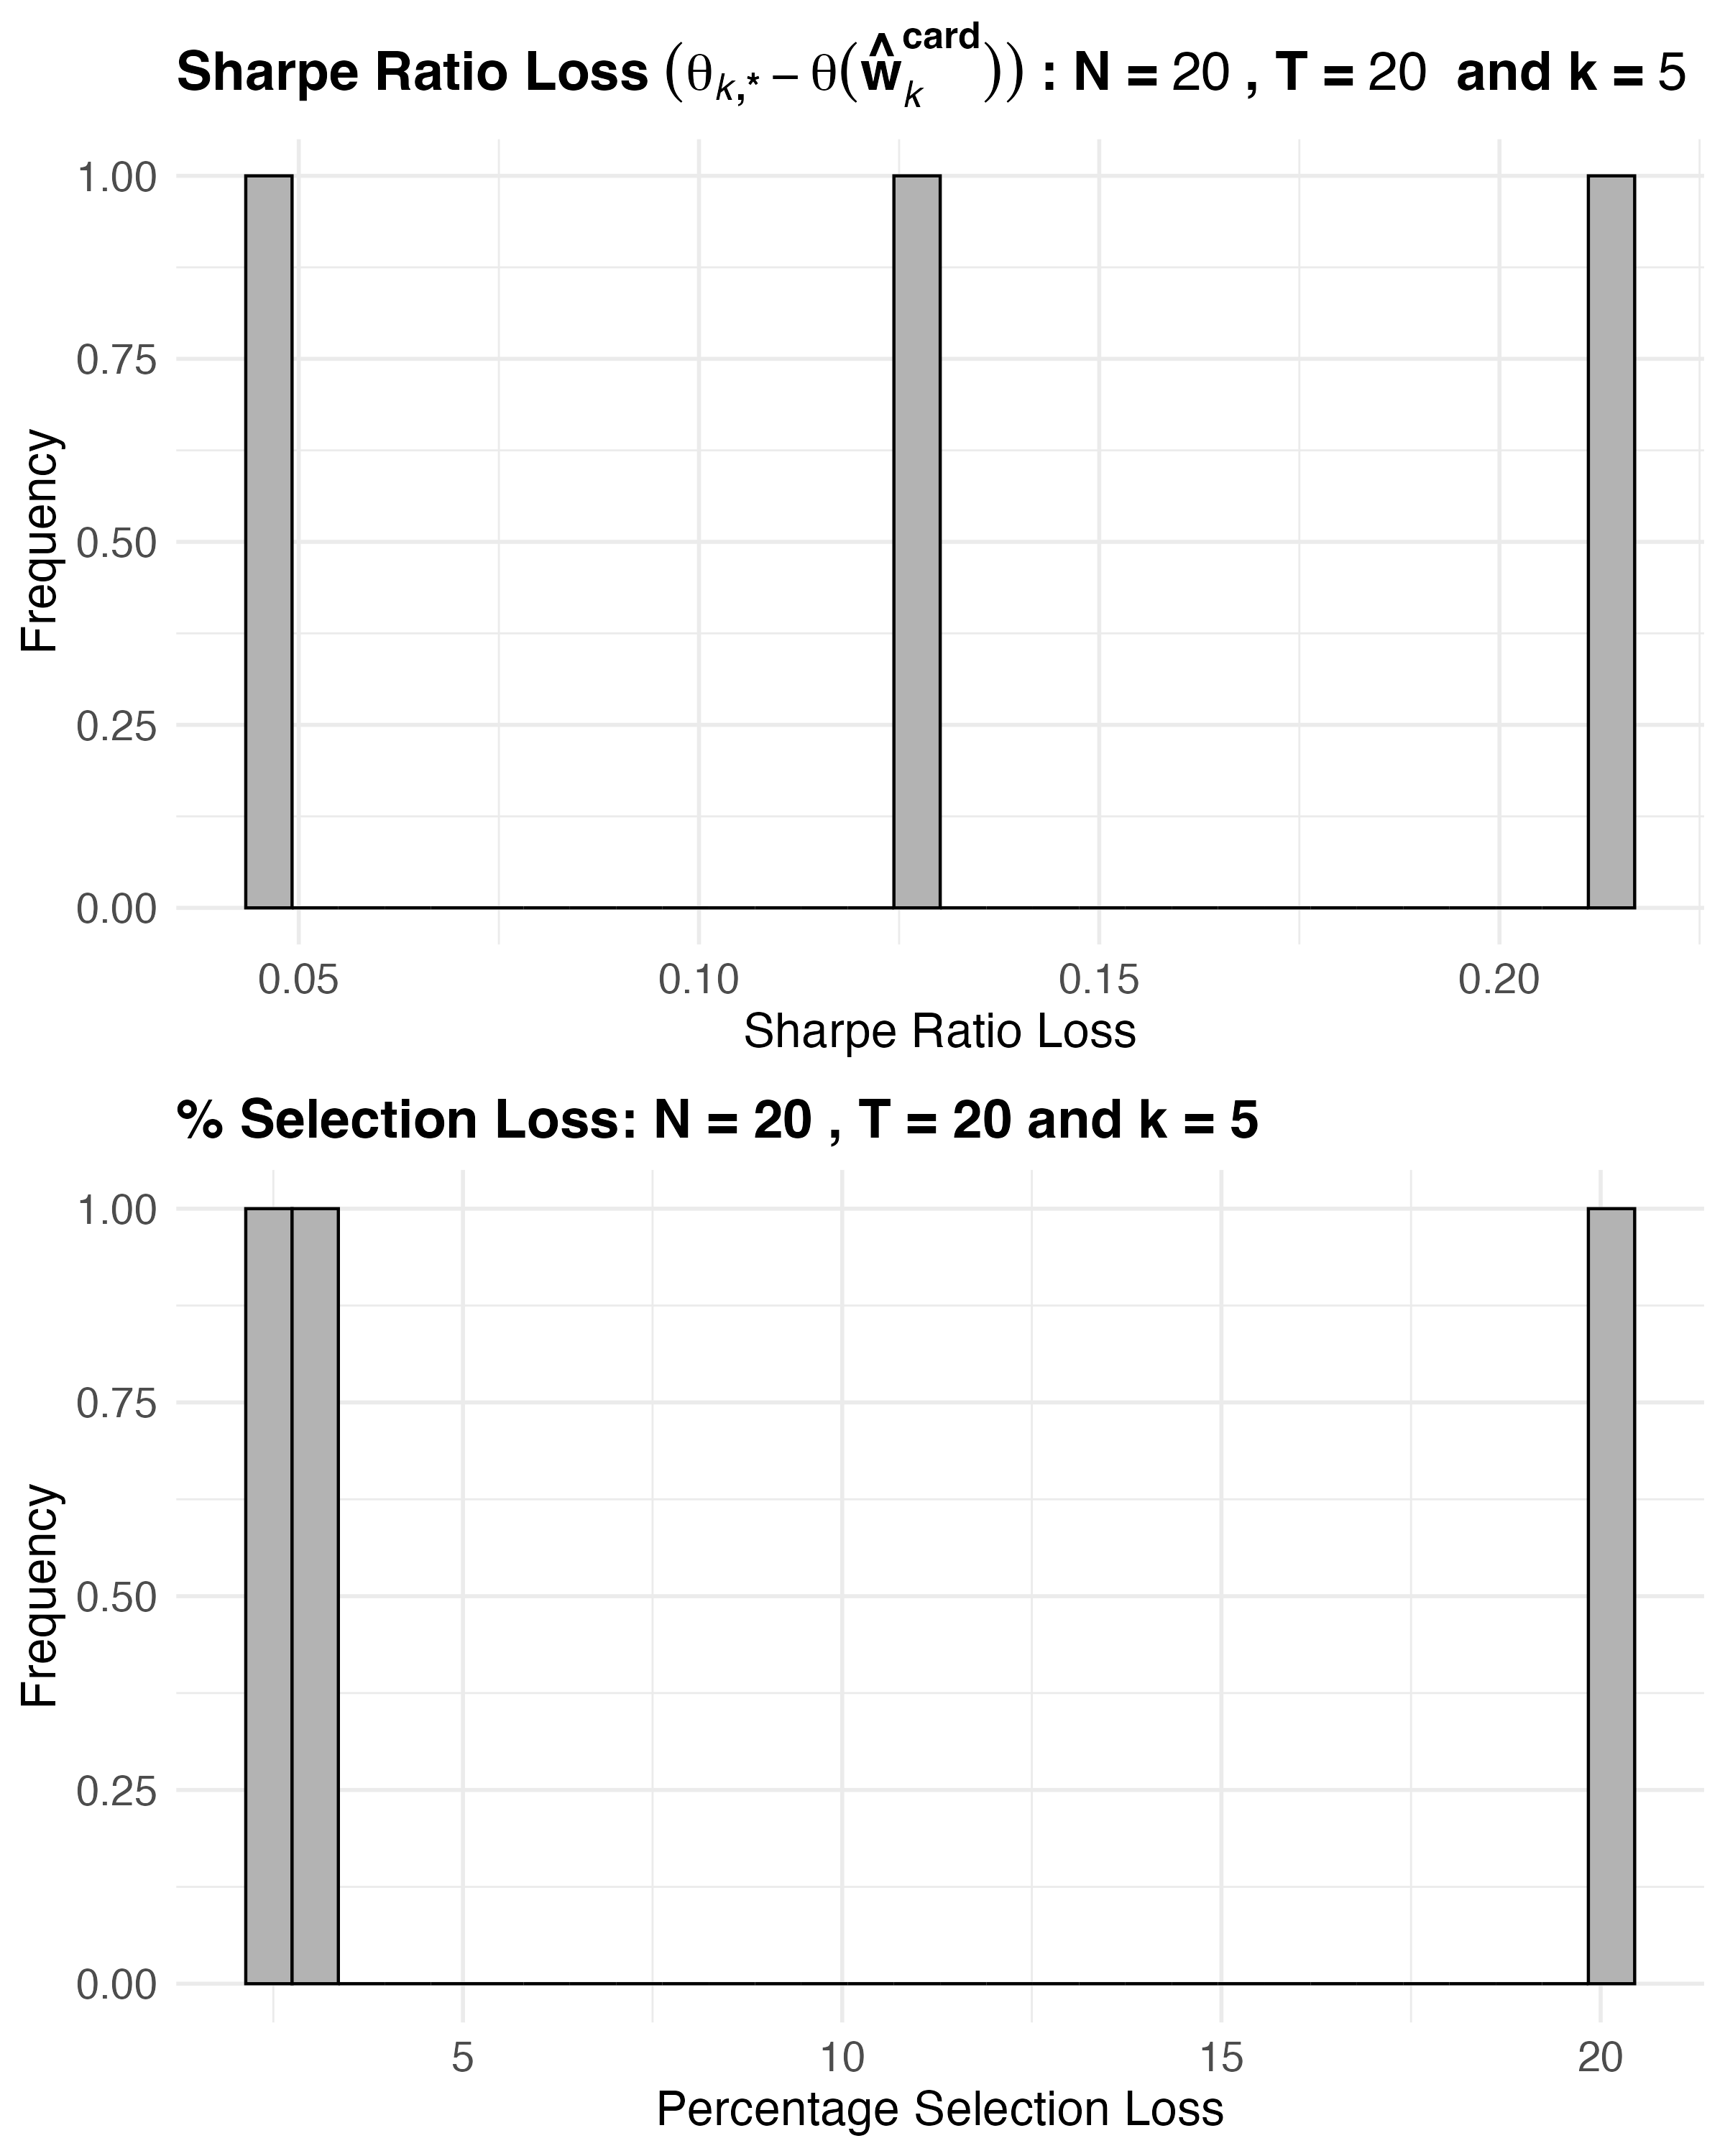 Sharpe Ratio Loss (θk,* − θ(ŵk^card)) : N = 20 , T = 20 and k = 5
1.00
0.75
0.50
0.25
0.00
Frequency
0.05 0.10 0.15 0.20
Sharpe Ratio Loss
% Selection Loss: N = 20 , T = 20 and k = 5
1.00
0.75
0.50
0.25
0.00
Frequency
5 10 15 20
Percentage Selection Loss